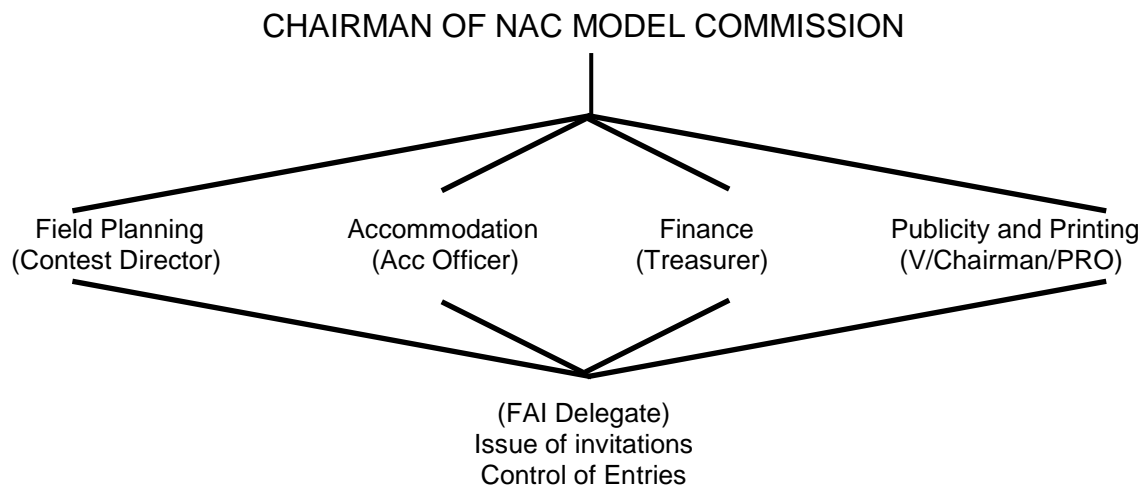 CHAIRMAN OF NAC MODEL COMMISSION
Field Planning
(Contest Director)
Accommodation
(Acc Officer)
Finance
(Treasurer)
Publicity and Printing
(V/Chairman/PRO)
(FAI Delegate)
Issue of invitations
Control of Entries